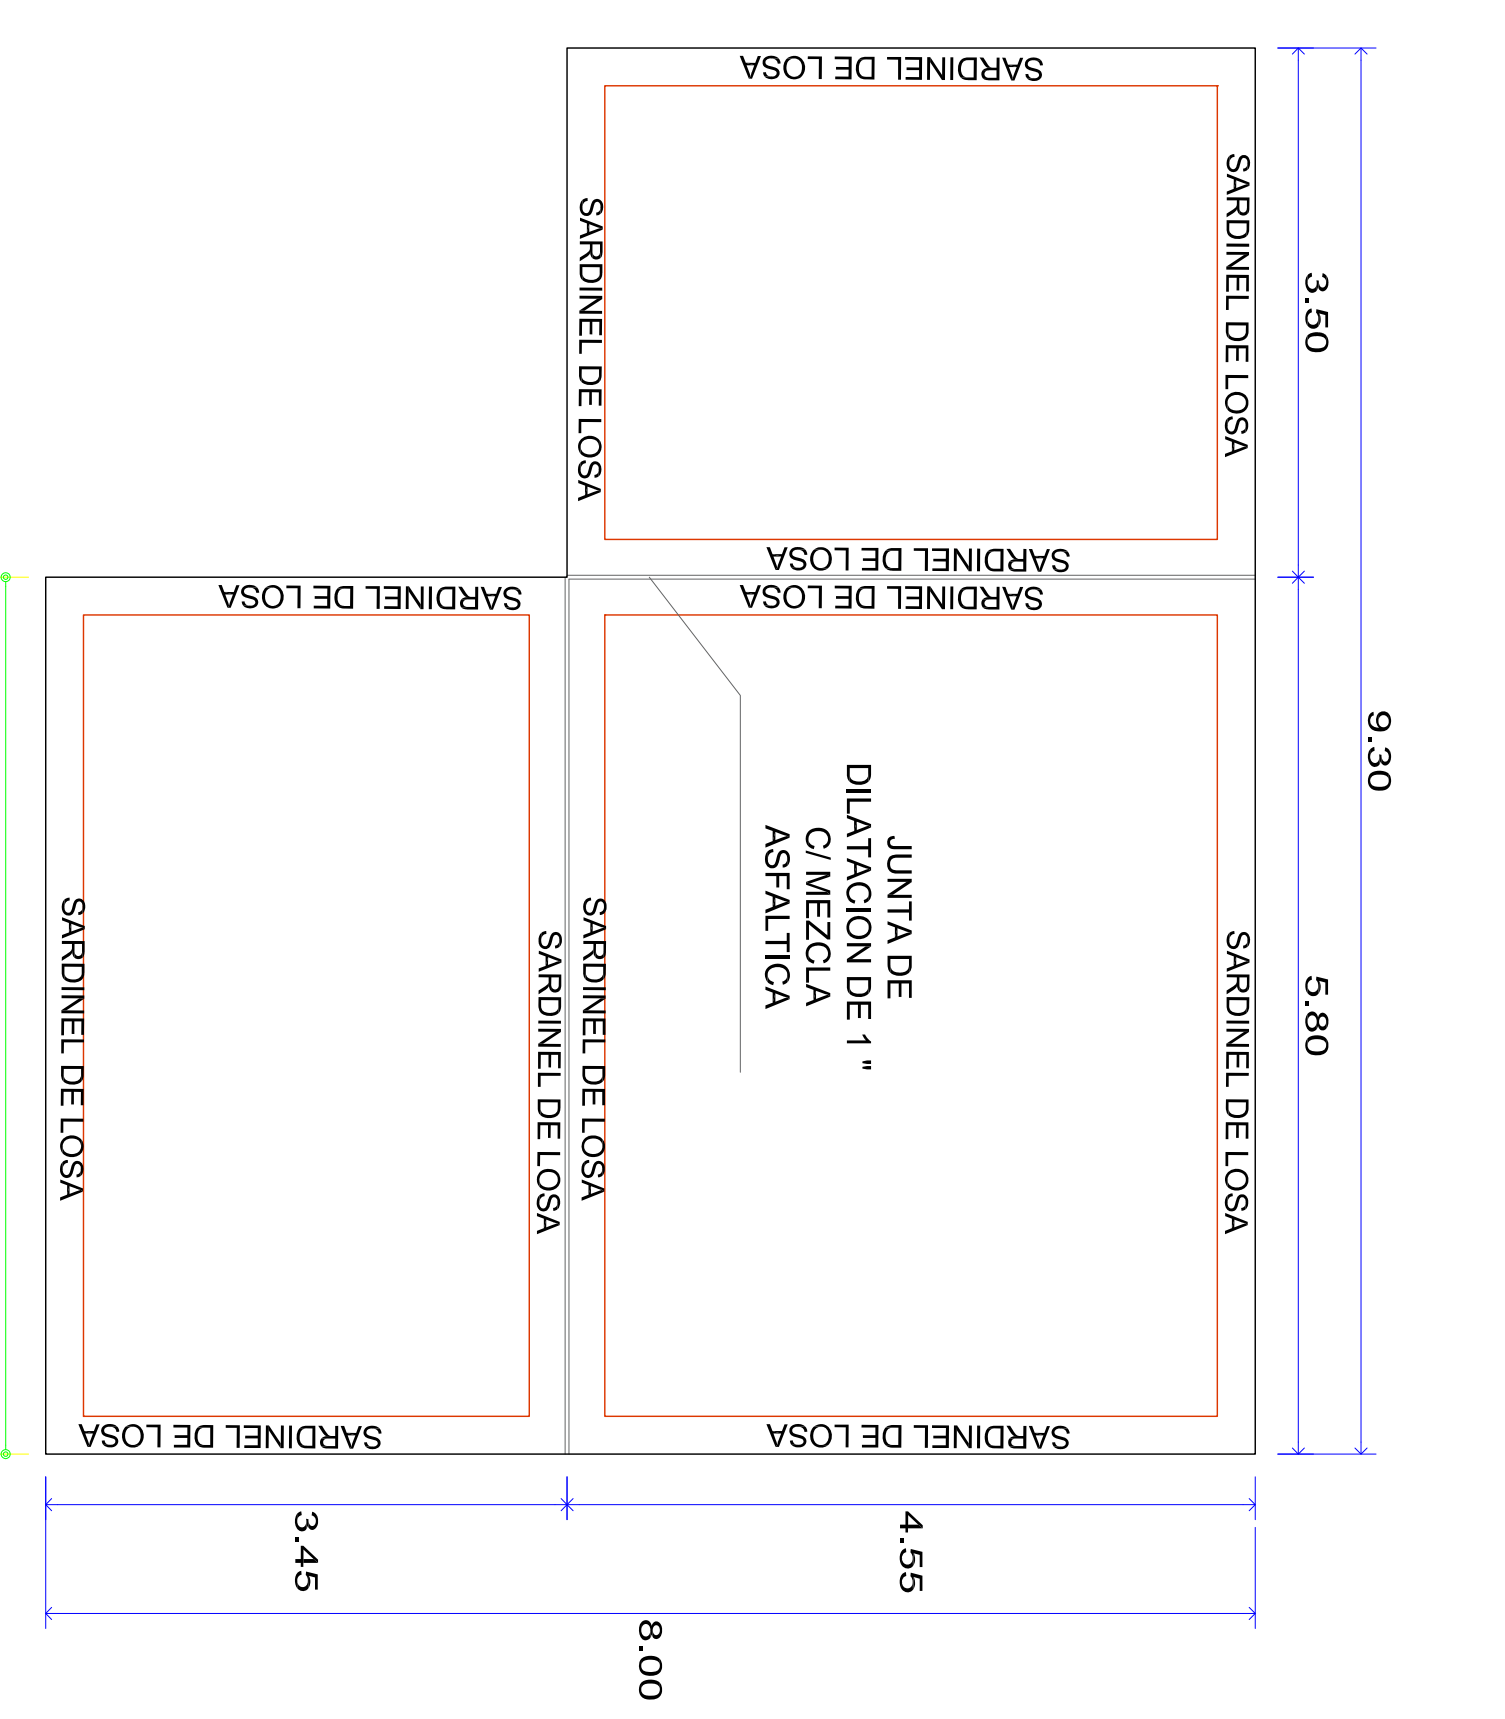 SARDINEL DE LOSA
SARDINEL DE LOSA
SARDINEL DE LOSA
3.50
SARDINEL DE LOSA
SARDINEL DE LOSA
SARDINEL DE LOSA
9.30
JUNTA DE
DILATACION DE 1 "
C/ MEZCLA
ASFALTICA
SARDINEL DE LOSA
SARDINEL DE LOSA
SARDINEL DE LOSA
SARDINEL DE LOSA
5.80
SARDINEL DE LOSA
SARDINEL DE LOSA
3.45
4.55
8.00